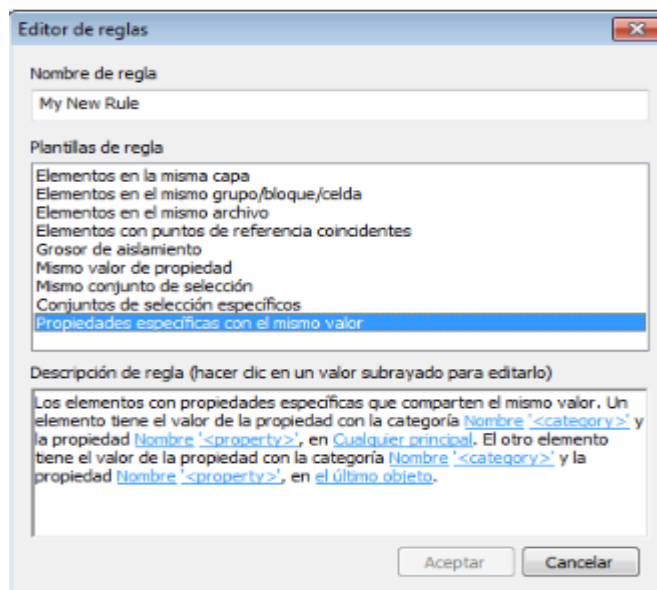 Editor de reglas
Nombre de regla
My New Rule
Plantillas de regla
Elementos en la misma capa
Elementos en el mismo grupo/bloque/celda
Elementos en el mismo archivo
Elementos con puntos de referencia coincidentes
Grosor de aislamiento
Mismo valor de propiedad
Mismo conjunto de selección
Conjuntos de selección específicos
Propiedades específicas con el mismo valor
Descripción de regla (hacer clic en un valor subrayado para editarlo)
Los elementos con propiedades específicas que comparten el mismo valor. Un
elemento tiene el valor de la propiedad con la categoría Nombre '<category>' y
la propiedad Nombre '<property>', en Cualquier principal. El otro elemento
tiene el valor de la propiedad con la categoría Nombre '<category>' y la
propiedad Nombre '<property>', en el último objeto.
Aceptar Cancelar